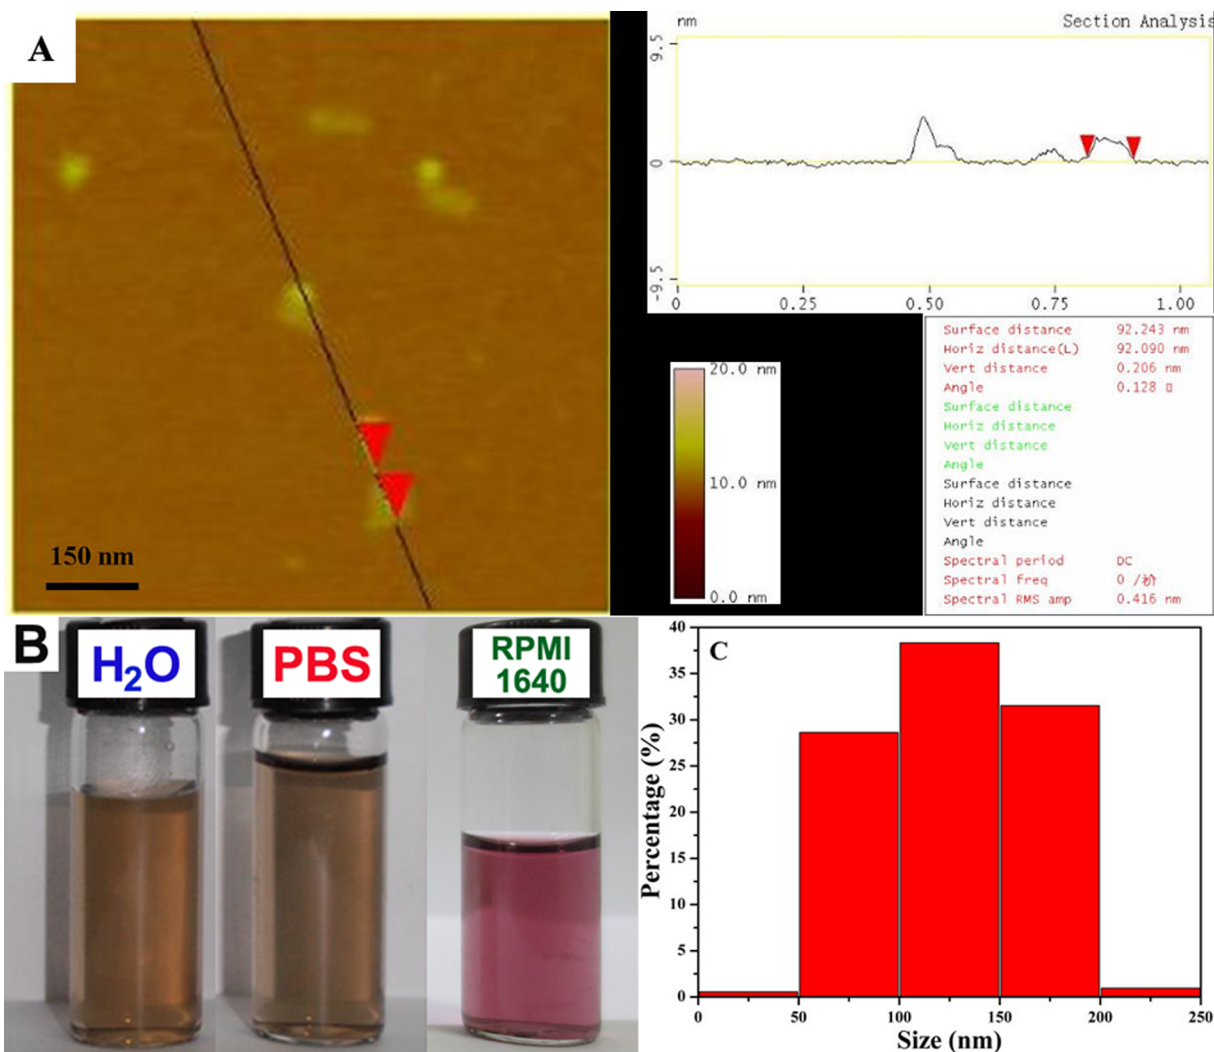 A
150 nm
nm
Section Analysis
9.5
0
-9.5
0 0.25 0.50 0.75 1.00
20.0 nm
10.0 nm
0.0 nm
Surface distance 92.243 nm
Horiz distance(L) 92.090 nm
Vert distance 0.206 nm
Angle 0.128
Surface distance
Horiz distance
Vert distance
Angle
Surface distance
Horiz distance
Vert distance
Angle
Spectral period DC
Spectral freq 0 /
Spectral RMS amp 0.416 nm
B
H₂O
PBS
RPMI
1640
C
Percentage (%)
40
35
30
25
20
15
10
5
0
0 50 100 150 200 250
Size (nm)